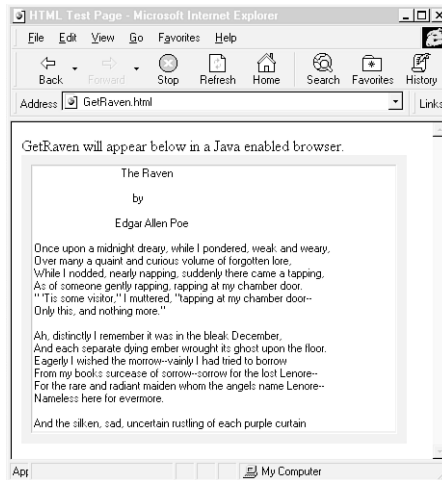 HTML Test Page - Microsoft Internet Explorer
File Edit View Go Favorites Help
Back Forward Stop Refresh Home Search Favorites History
Address GetRaven.html Links
GetRaven will appear below in a Java enabled browser.
The Raven
by
Edgar Allen Poe
Once upon a midnight dreary, while I pondered, weak and weary,
Over many a quaint and curious volume of forgotten lore,
While I nodded, nearly napping, suddenly there came a tapping,
As of someone gently rapping, rapping at my chamber door.
" 'Tis some visitor," I muttered, "tapping at my chamber door--
Only this, and nothing more."
Ah, distinctly I remember it was in the bleak December,
And each separate dying ember wrought its ghost upon the floor.
Eagerly I wished the morrow--vainly I had tried to borrow
From my books surcease of sorrow--sorrow for the lost Lenore--
For the rare and radiant maiden whom the angels name Lenore--
Nameless here for evermore.
And the silken, sad, uncertain rustling of each purple curtain
App My Computer